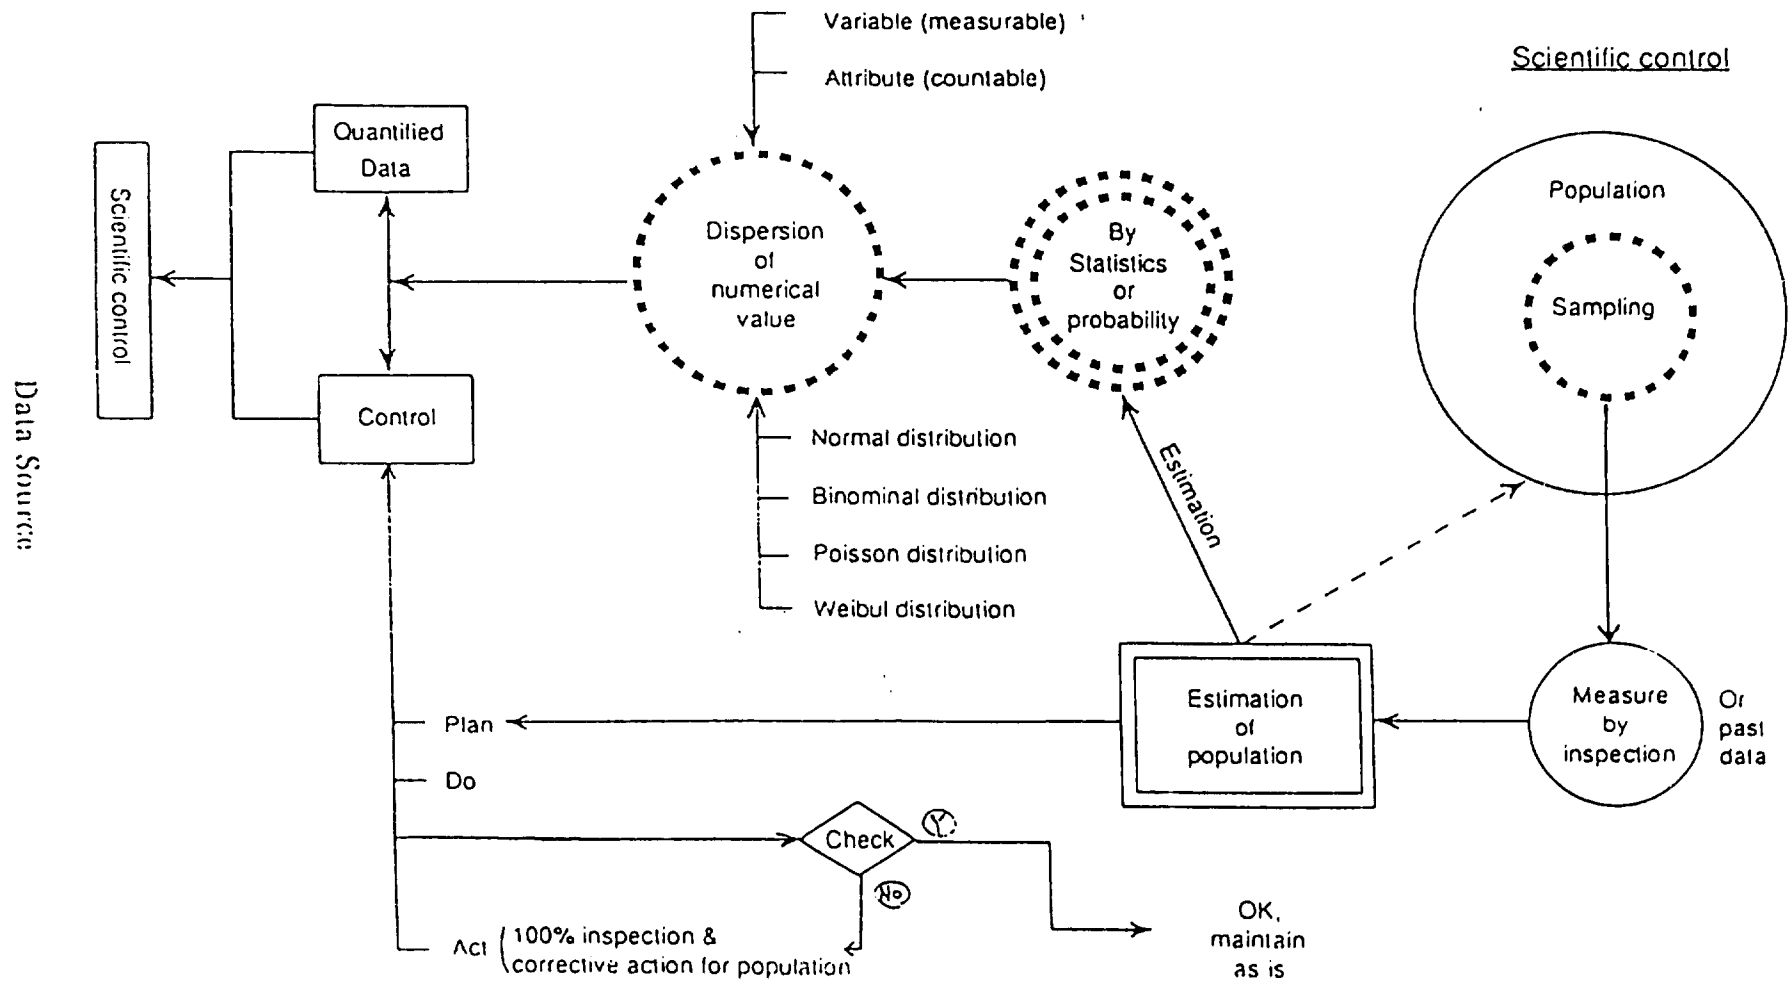 Scientific control
Variable (measurable)
Attribute (countable)
Quantified
Data
Scientific control
Control
Dispersion
of
numerical
value
By
Statistics
or
probability
Population
Sampling
Normal distribution
Binominal distribution
Poisson distribution
Weibul distribution
Estimation
Data Source
Estimation
of
population
Measure
by
inspection
Or
past
data
Plan
Do
Check
Y
No
Act
100% inspection &
corrective action for population
OK,
maintain
as is